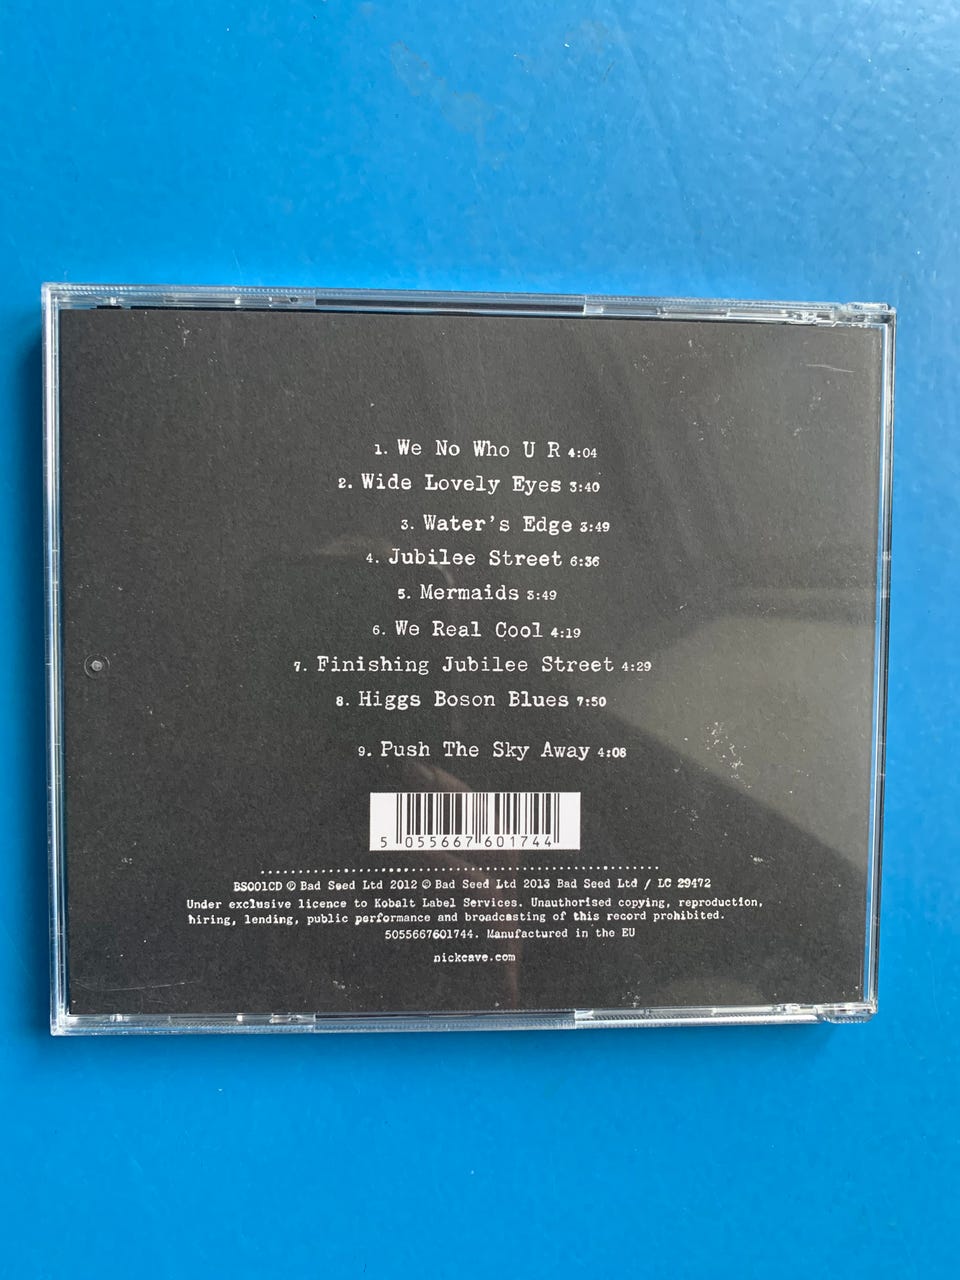 1. We No Who U R 4:04
2. Wide Lovely Eyes 3:40
3. Water's Edge 3:49
4. Jubilee Street 6:36
5. Mermaids 3:49
6. We Real Cool 4:19
7. Finishing Jubilee Street 4:29
8. Higgs Boson Blues 7:50
9. Push The Sky Away 4:08
5 055667 601744
BS001CD ℗ Bad Seed Ltd 2012 © Bad Seed Ltd 2013 Bad Seed Ltd / LC 29472
Under exclusive licence to Kobalt Label Services. Unauthorised copying, reproduction,
hiring, lending, public performance and broadcasting of this record prohibited.
5055667601744. Manufactured in the EU
nickcave.com